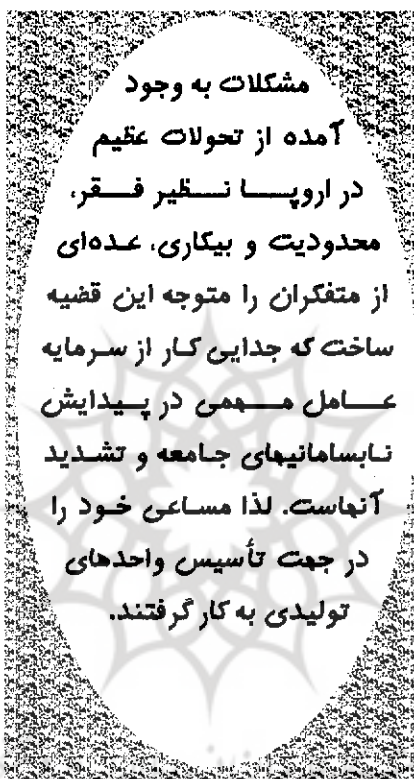 مشکلات به وجود
آمده از تحولات عظیم
در اروپا نظیر فقر،
محدودیت و بیکاری، عده‌ای
از متفکران را متوجه این قضیه
ساخت که جدایی کار از سرمایه
عامل مهمی در پیدایش
نابسامانیهای جامعه و تشدید
آنهاست. لذا مساعی خود را
در جهت تأسیس واحدهای
تولیدی به کار گرفتند.